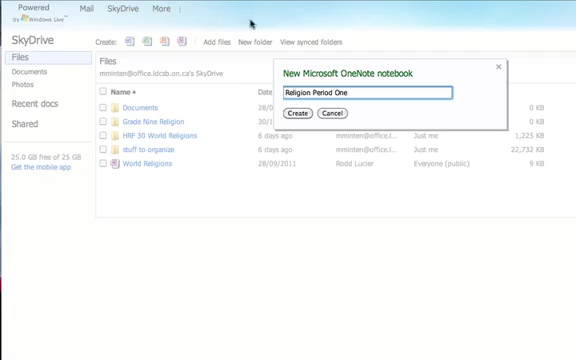 Powered
by Windows Live™
Mail SkyDrive More
SkyDrive
Files
Documents
Photos
Recent docs
Shared
25.0 GB free of 25 GB
Get the mobile app
Create: Add files New folder View synced folders
Files
mminten@office.ldcsb.on.ca's SkyDrive
Name Date
Documents 28/0 0 KB
Grade Nine Religion 30/1 0 KB
HRF 30 World Religions 6 days ago mminten@office.l... Just me 1,225 KB
stuff to organize 6 days ago mminten@office.l... Just me 22,732 KB
World Religions 28/09/2011 Rodd Lucier Everyone (public) 9 KB
New Microsoft OneNote notebook
Religion Period One
Create Cancel